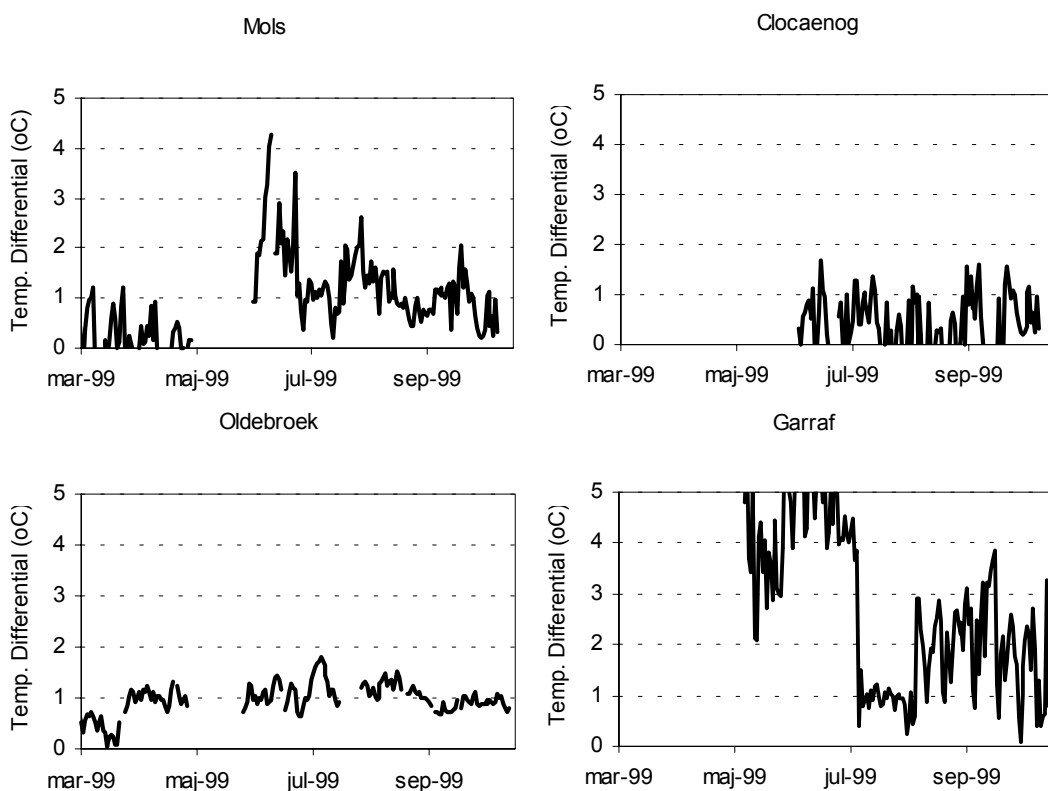 Mols
Temp. Differential (oC)
5
4
3
2
1
0
mar-99 maj-99 jul-99 sep-99
Clocaenog
Temp. Differential (oC)
5
4
3
2
1
0
mar-99 maj-99 jul-99 sep-99
Oldebroek
Temp. Differential (oC)
5
4
3
2
1
0
mar-99 maj-99 jul-99 sep-99
Garraf
Temp. Differential (oC)
5
4
3
2
1
0
mar-99 maj-99 jul-99 sep-99